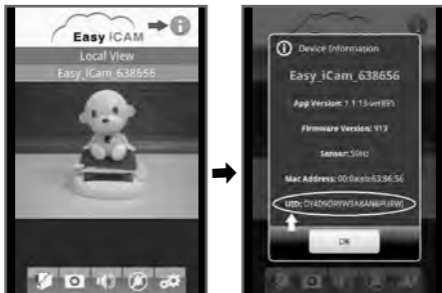 Easy iCAM
Local View
Easy_iCam_638656
Device Information
Easy_iCam_638656
App Version: 1.1.13-ver895
Firmware Version: 913
Sensor: 50Hz
Mac Address: 00:0a:eb:63:86:56
UID:
OK